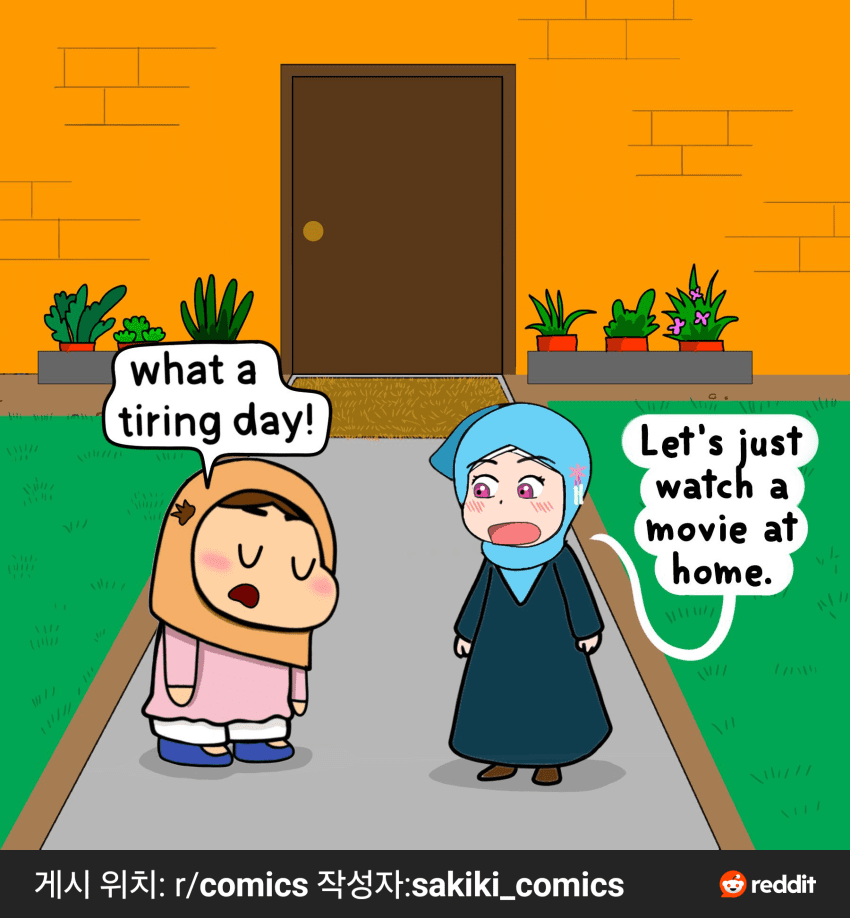 what a
tiring day!
Let's just
watch a
movie at
home.
게시 위치: r/comics 작성자:sakiki_comics
reddit